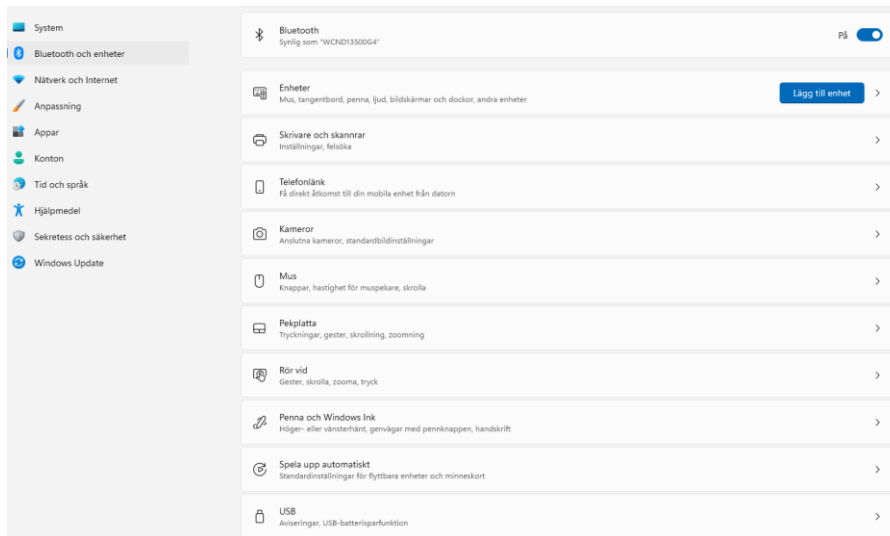 System
Bluetooth och enheter
Nätverk och Internet
Anpassning
Appar
Konton
Tid och språk
Hjälpmedel
Sekretess och säkerhet
Windows Update
Bluetooth
Synlig som "WCND13500G4"
På
Enheter
Mus, tangentbord, penna, ljud, bildskärmar och dockor, andra enheter
Lägg till enhet
Skrivare och skannrar
Inställningar, felsöka
Telefonlänk
Få direkt åtkomst till din mobila enhet från datorn
Kameror
Anslutna kameror, standardbildinställningar
Mus
Knappar, hastighet för muspekare, skrolla
Pekplatta
Tryckningar, gester, skrollning, zoomning
Rör vid
Gester, skrolla, zooma, tryck
Penna och Windows Ink
Höger- eller vänsterhänt, genvägar med pennknappen, handskrift
Spela upp automatiskt
Standardinställningar för flyttbara enheter och minneskort
USB
Aviseringar, USB-batterisparfunktion